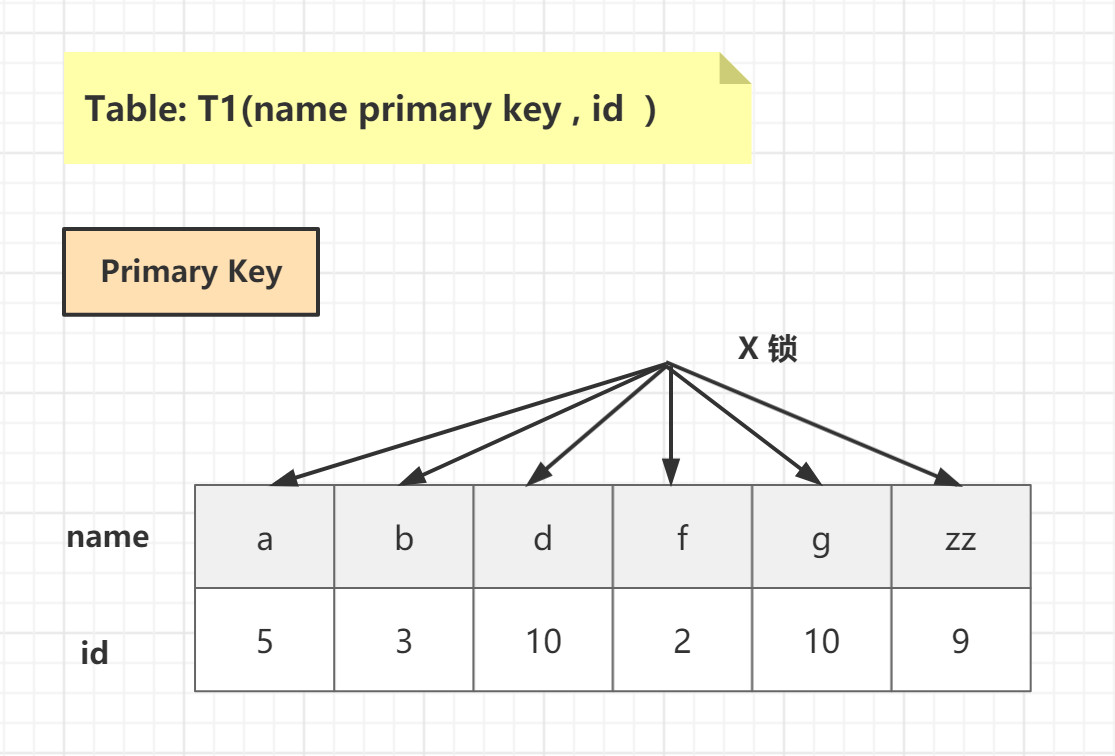 Table: T1(name primary key , id  )
Primary Key
X 锁
name a b d f g zz
id 5 3 10 2 10 9